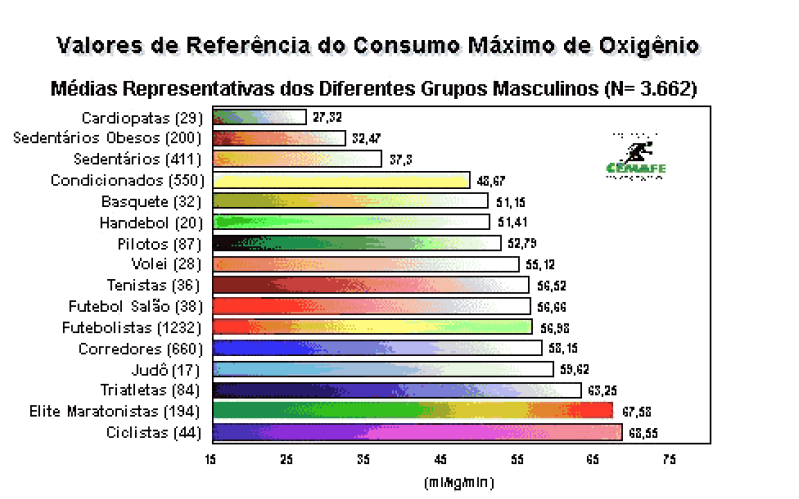 Valores de Referência do Consumo Máximo de Oxigênio
Médias Representativas dos Diferentes Grupos Masculinos (N= 3.662)
Cardiopatas (29) 27,32
Sedentários Obesos (200) 32,47
Sedentários (411) 37,3
Condicionados (550) 48,67
Basquete (32) 51,15
Handebol (20) 51,41
Pilotos (87) 52,79
Volei (28) 55,12
Tenistas (36) 56,52
Futebol Salão (38) 56,66
Futebolistas (1232) 56,98
Corredores (660) 58,15
Judô (17) 59,62
Triatletas (84) 63,25
Elite Maratonistas (194) 67,58
Ciclistas (44) 68,55
CEMAFE
15 25 35 45 55 65 75
(ml/kg/min)